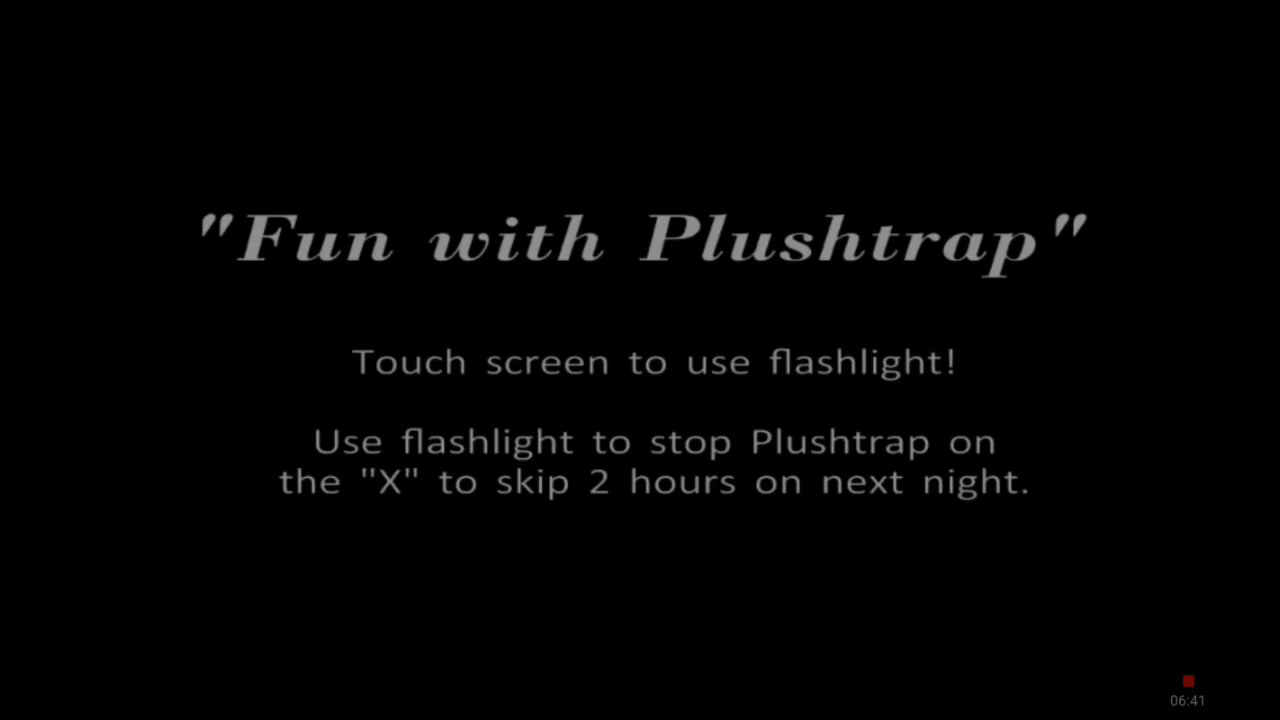 "Fun with Plushtrap"
Touch screen to use flashlight!
Use flashlight to stop Plushtrap on
the "X" to skip 2 hours on next night.
06:41